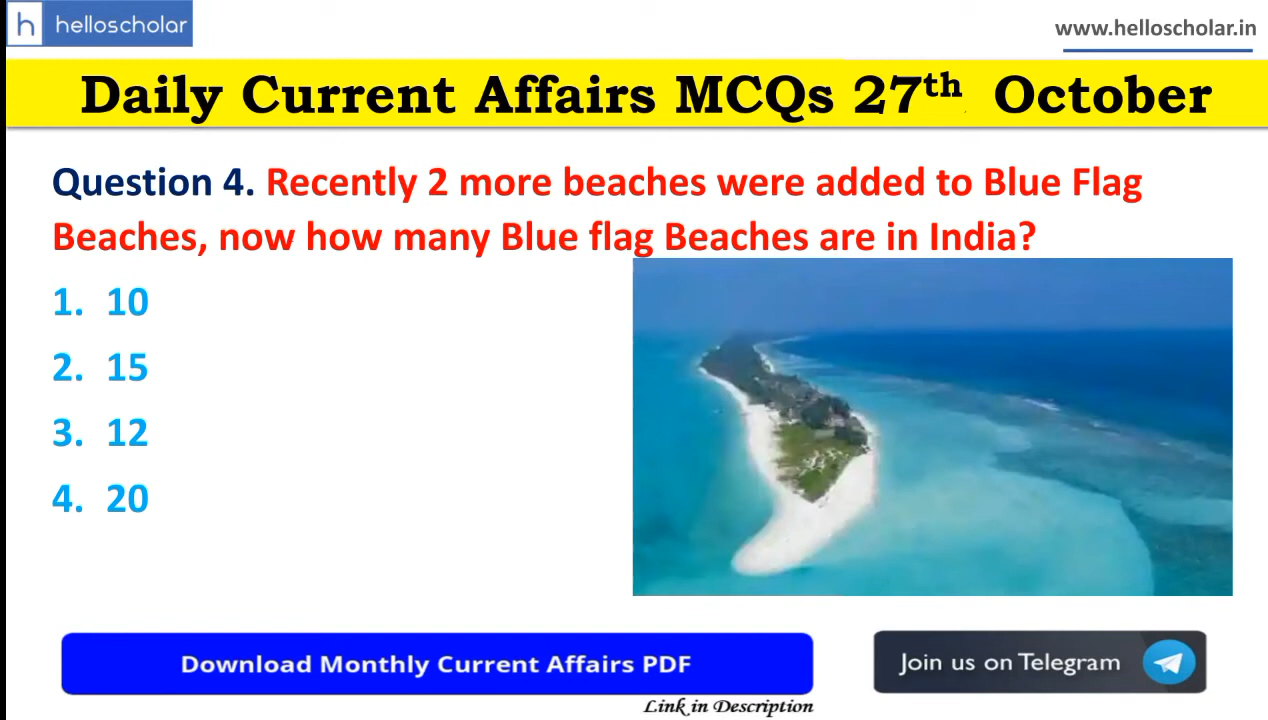 h helloscholar
www.helloscholar.in
Daily Current Affairs MCQs 27th October
Question 4. Recently 2 more beaches were added to Blue Flag
Beaches, now how many Blue flag Beaches are in India?
1. 10
2. 15
3. 12
4. 20
Download Monthly Current Affairs PDF
Join us on Telegram
Link in Description